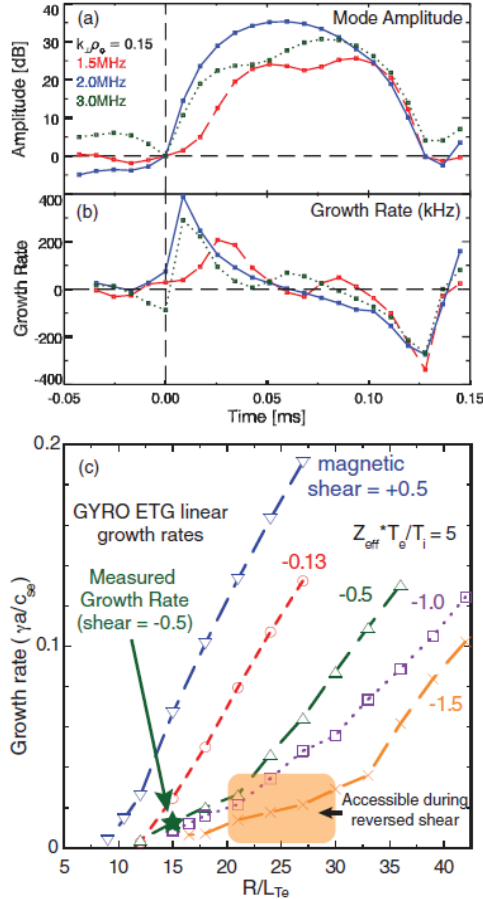 (a) Mode Amplitude
k⊥ρe = 0.15
1.5MHz
2.0MHz
3.0MHz
Amplitude [dB]
40
30
20
10
0
(b) Growth Rate (kHz)
Growth Rate
400
200
0
-200
-400
-0.05 0.00 0.05 0.10 0.15
Time [ms]
(c)
magnetic
shear = +0.5
GYRO ETG linear
growth rates
Zeff*Te/Ti = 5
Measured
Growth Rate
(shear = -0.5)
-0.13
-0.5
-1.0
-1.5
Accessible during
reversed shear
Growth rate ( γa/cse )
0.2
0.1
0
5 10 15 20 25 30 35 40
R/LTe